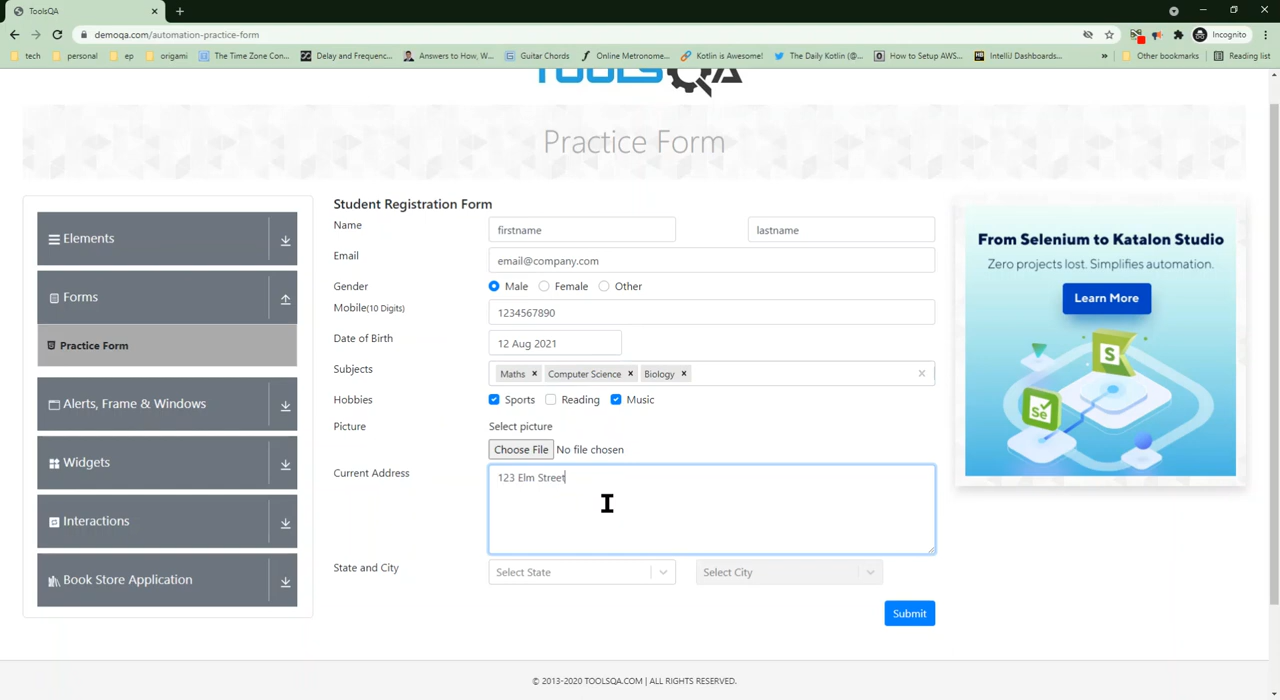 ToolsQA
demoqa.com/automation-practice-form
Incognito
tech personal ep origami The Time Zone Con... Delay and Frequenc... Answers to How, W... Guitar Chords Online Metronome... Kotlin is Awesome! The Daily Kotlin (@... How to Setup AWS... IntelliJ Dashboards... » Other bookmarks Reading list
TOOLSQA
Practice Form
Elements
Forms
Practice Form
Alerts, Frame & Windows
Widgets
Interactions
Book Store Application
Student Registration Form
Name firstname lastname
Email email@company.com
Gender Male Female Other
Mobile(10 Digits) 1234567890
Date of Birth 12 Aug 2021
Subjects Maths Computer Science Biology
Hobbies Sports Reading Music
Picture Select picture
Choose File No file chosen
Current Address 123 Elm Street
State and City Select State Select City
Submit
From Selenium to Katalon Studio
Zero projects lost. Simplifies automation.
Learn More
S
Se
© 2013-2020 TOOLSQA.COM | ALL RIGHTS RESERVED.